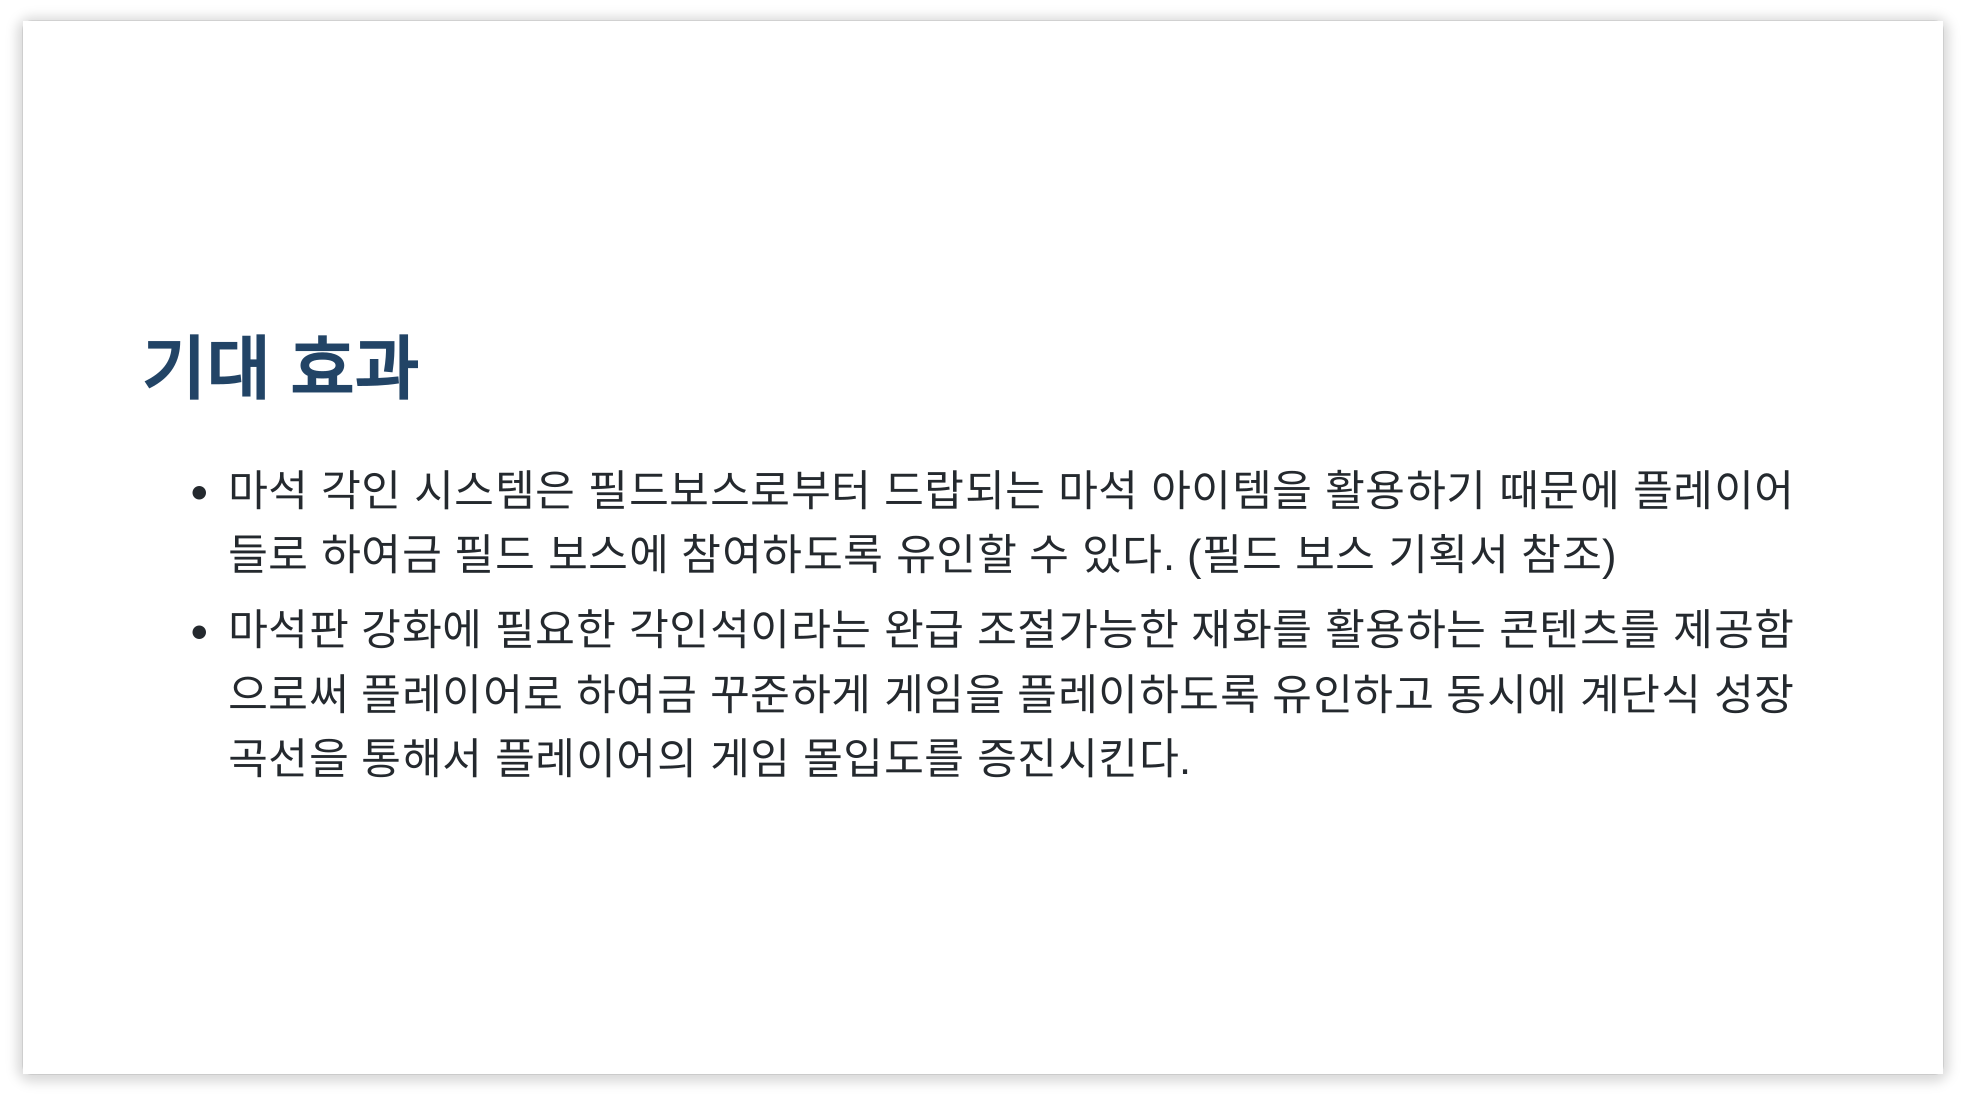 기대 효과
• 마석 각인 시스템은 필드보스로부터 드랍되는 마석 아이템을 활용하기 때문에 플레이어
들로 하여금 필드 보스에 참여하도록 유인할 수 있다. (필드 보스 기획서 참조)
• 마석판 강화에 필요한 각인석이라는 완급 조절가능한 재화를 활용하는 콘텐츠를 제공함
으로써 플레이어로 하여금 꾸준하게 게임을 플레이하도록 유인하고 동시에 계단식 성장
곡선을 통해서 플레이어의 게임 몰입도를 증진시킨다.